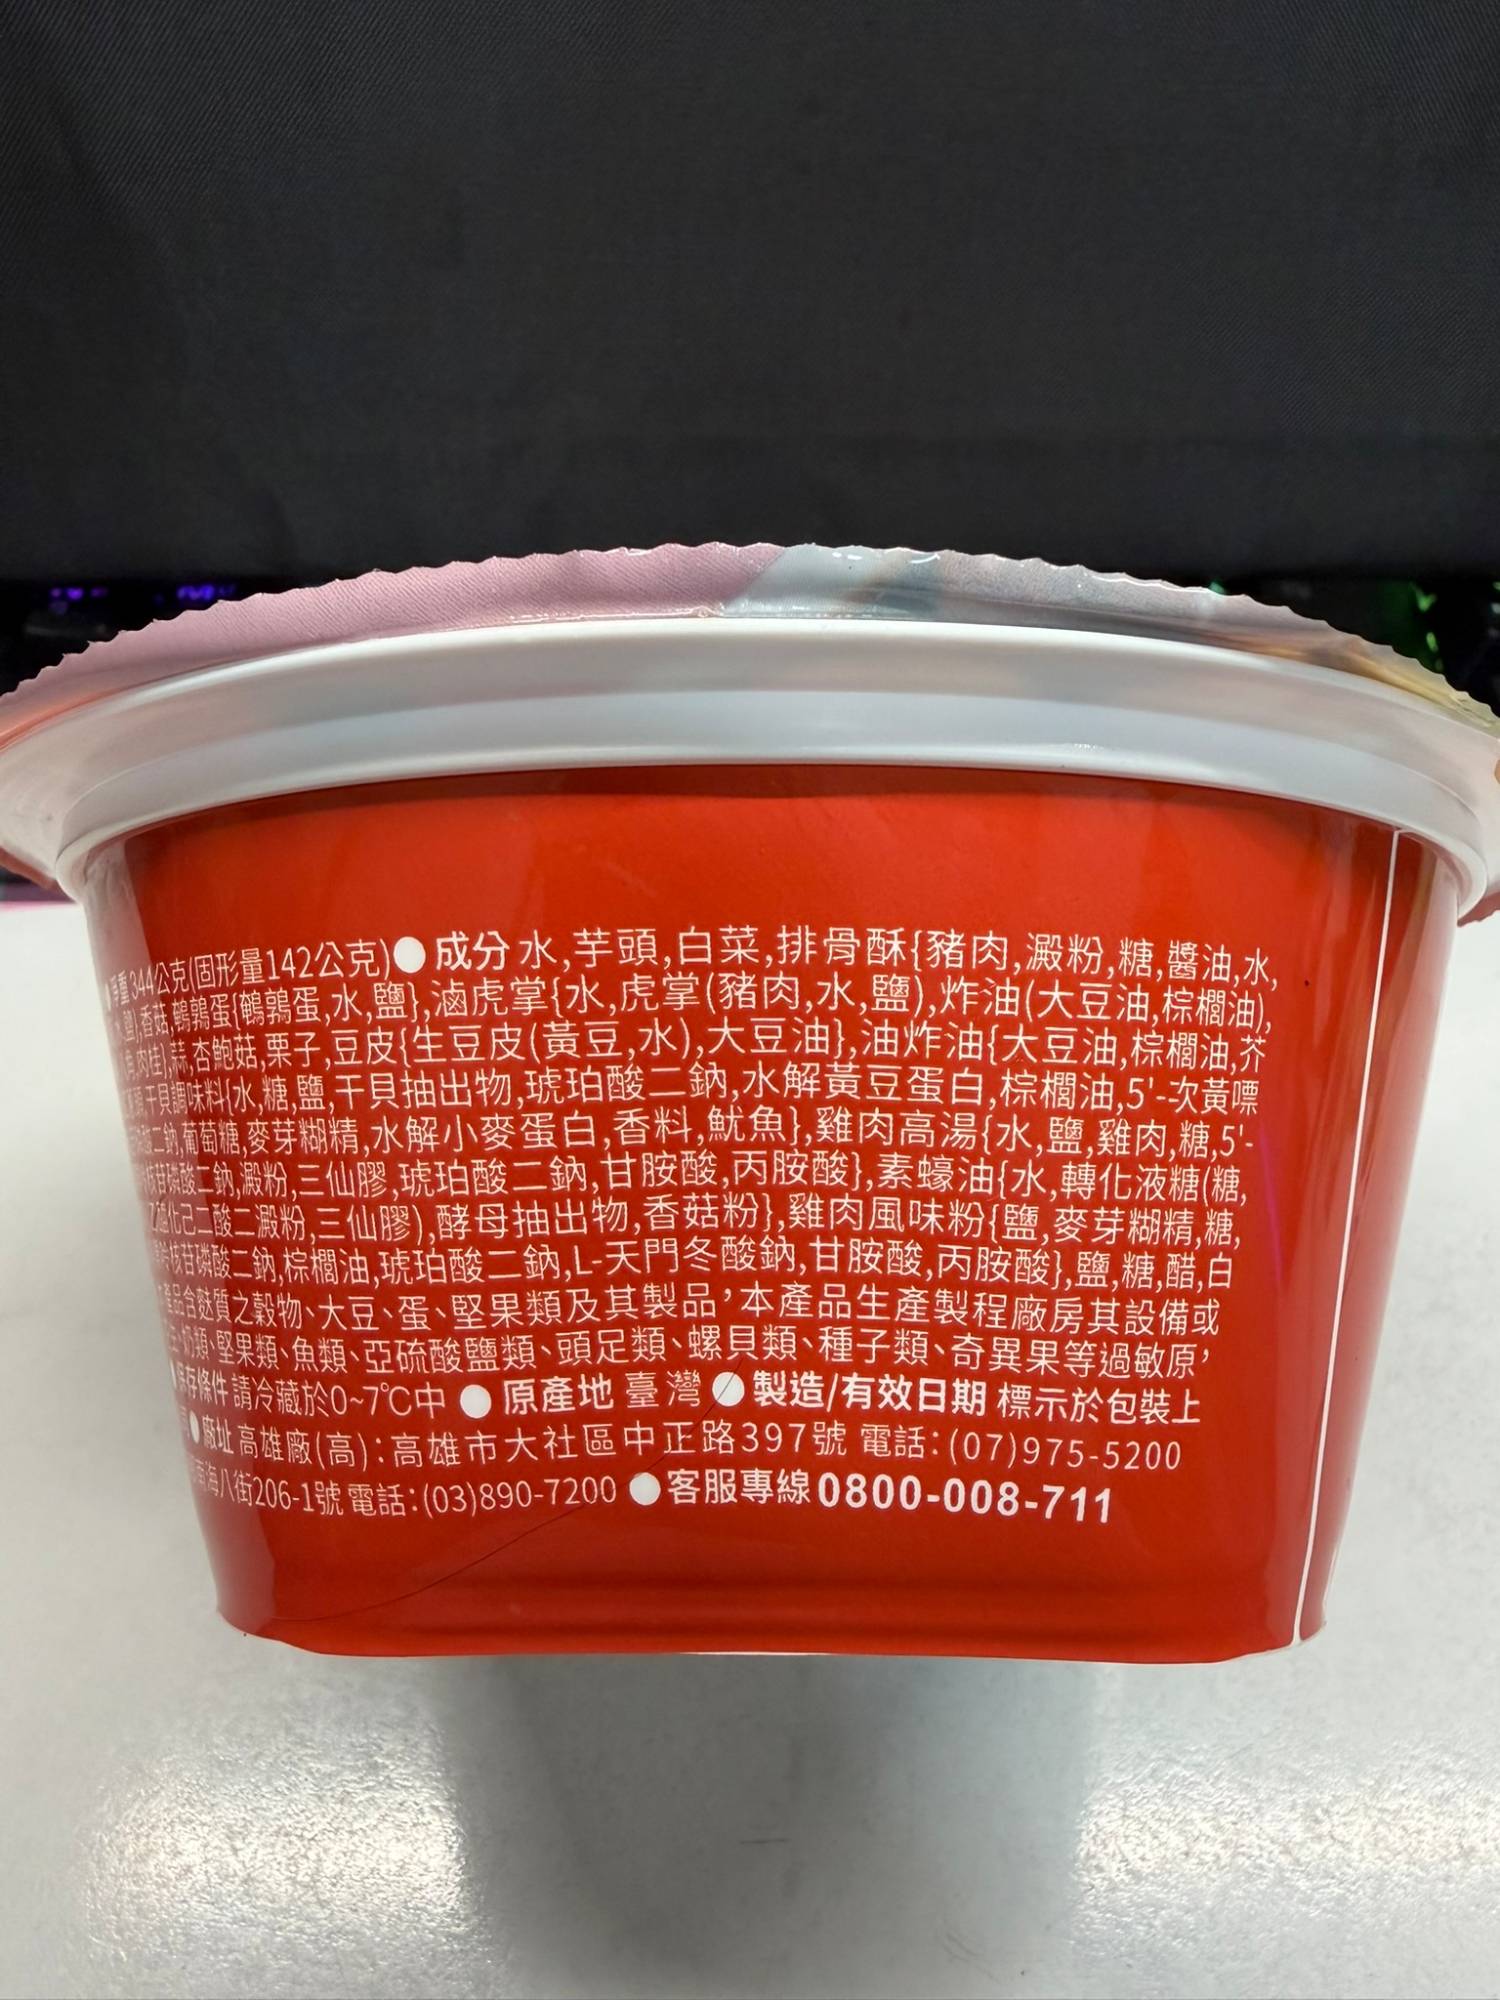 淨重 344公克(固形量142公克)●成分 水,芋頭,白菜,排骨酥{豬肉,澱粉,糖,醬油,水,
鹽},香菇,鵪鶉蛋{鵪鶉蛋,水,鹽},滷虎掌{水,虎掌(豬肉,水,鹽),炸油(大豆油,棕櫚油),
肉桂},蒜,杏鮑菇,栗子,豆皮{生豆皮(黃豆,水),大豆油},油炸油{大豆油,棕櫚油,芥
干貝調味料{水,糖,鹽,干貝抽出物,琥珀酸二鈉,水解黃豆蛋白,棕櫚油,5'-次黃嘌
二鈉,葡萄糖,麥芽糊精,水解小麥蛋白,香料,魷魚},雞肉高湯{水,鹽,雞肉,糖,5'-
核苷磷酸二鈉,澱粉,三仙膠,琥珀酸二鈉,甘胺酸,丙胺酸},素蠔油{水,轉化液糖(糖,
化己二酸二澱粉,三仙膠),酵母抽出物,香菇粉},雞肉風味粉{鹽,麥芽糊精,糖,
核苷磷酸二鈉,棕櫚油,琥珀酸二鈉,L-天門冬酸鈉,甘胺酸,丙胺酸},鹽,糖,醋,白
產品含麩質之穀物、大豆、蛋、堅果類及其製品,本產品生產製程廠房其設備或
奶類、堅果類、魚類、亞硫酸鹽類、頭足類、螺貝類、種子類、奇異果等過敏原,
保存條件 請冷藏於0~7℃中 ●原產地 臺灣●製造/有效日期 標示於包裝上
●廠址 高雄廠(高):高雄市大社區中正路397號 電話:(07)975-5200
南海八街206-1號 電話:(03)890-7200 ●客服專線0800-008-711